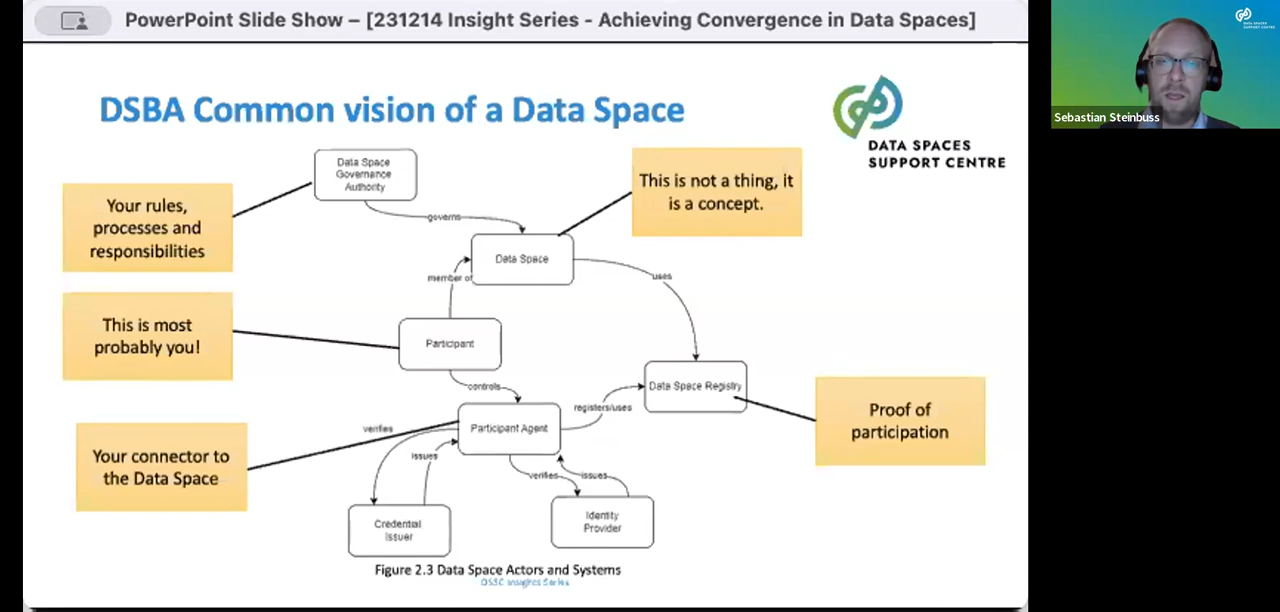 PowerPoint Slide Show – [231214 Insight Series - Achieving Convergence in Data Spaces]
DATA SPACES
SUPPORT CENTRE
Sebastian Steinbuss
DSBA Common vision of a Data Space
DATA SPACES
SUPPORT CENTRE
Data Space
Governance
Authority
This is not a thing, it
is a concept.
Your rules,
processes and
responsibilities
governs
Data Space
member of
uses
This is most
probably you!
Participant
controls
Data Space Registry
registers/uses
Proof of
participation
Participant Agent
verifies
issues
Your connector to
the Data Space
verifies
issues
Credential
Issuer
Identity
Provider
Figure 2.3 Data Space Actors and Systems
DSSC Insights Series